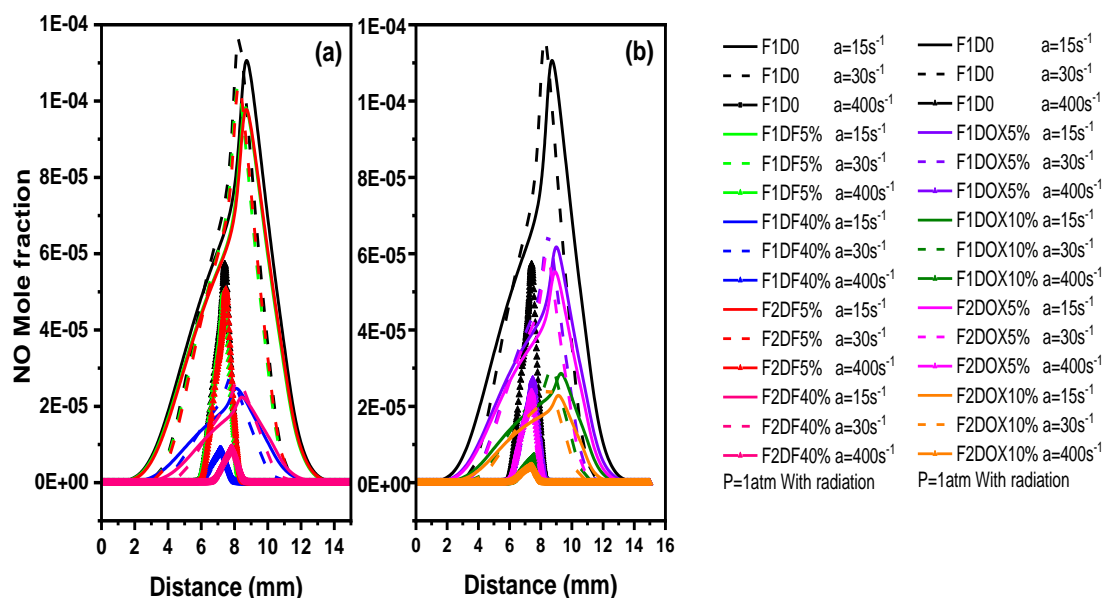 1E-04 1E-04
(a) (b)
1E-04 1E-04
8E-05 8E-05
6E-05 6E-05
4E-05 4E-05
2E-05 2E-05
0E+00 0E+00
NO Mole fraction
0 2 4 6 8 10 12 14 0 2 4 6 8 10 12 14 16
Distance (mm) Distance (mm)
F1D0 a=15s⁻¹ F1D0 a=15s⁻¹
F1D0 a=30s⁻¹ F1D0 a=30s⁻¹
F1D0 a=400s⁻¹ F1D0 a=400s⁻¹
F1DF5% a=15s⁻¹ F1DOX5% a=15s⁻¹
F1DF5% a=30s⁻¹ F1DOX5% a=30s⁻¹
F1DF5% a=400s⁻¹ F1DOX5% a=400s⁻¹
F1DF40% a=15s⁻¹ F1DOX10% a=15s⁻¹
F1DF40% a=30s⁻¹ F1DOX10% a=30s⁻¹
F1DF40% a=400s⁻¹ F1DOX10% a=400s⁻¹
F2DF5% a=15s⁻¹ F2DOX5% a=15s⁻¹
F2DF5% a=30s⁻¹ F2DOX5% a=30s⁻¹
F2DF5% a=400s⁻¹ F2DOX5% a=400s⁻¹
F2DF40% a=15s⁻¹ F2DOX10% a=15s⁻¹
F2DF40% a=30s⁻¹ F2DOX10% a=30s⁻¹
F2DF40% a=400s⁻¹ F2DOX10% a=400s⁻¹
P=1atm With radiation P=1atm With radiation